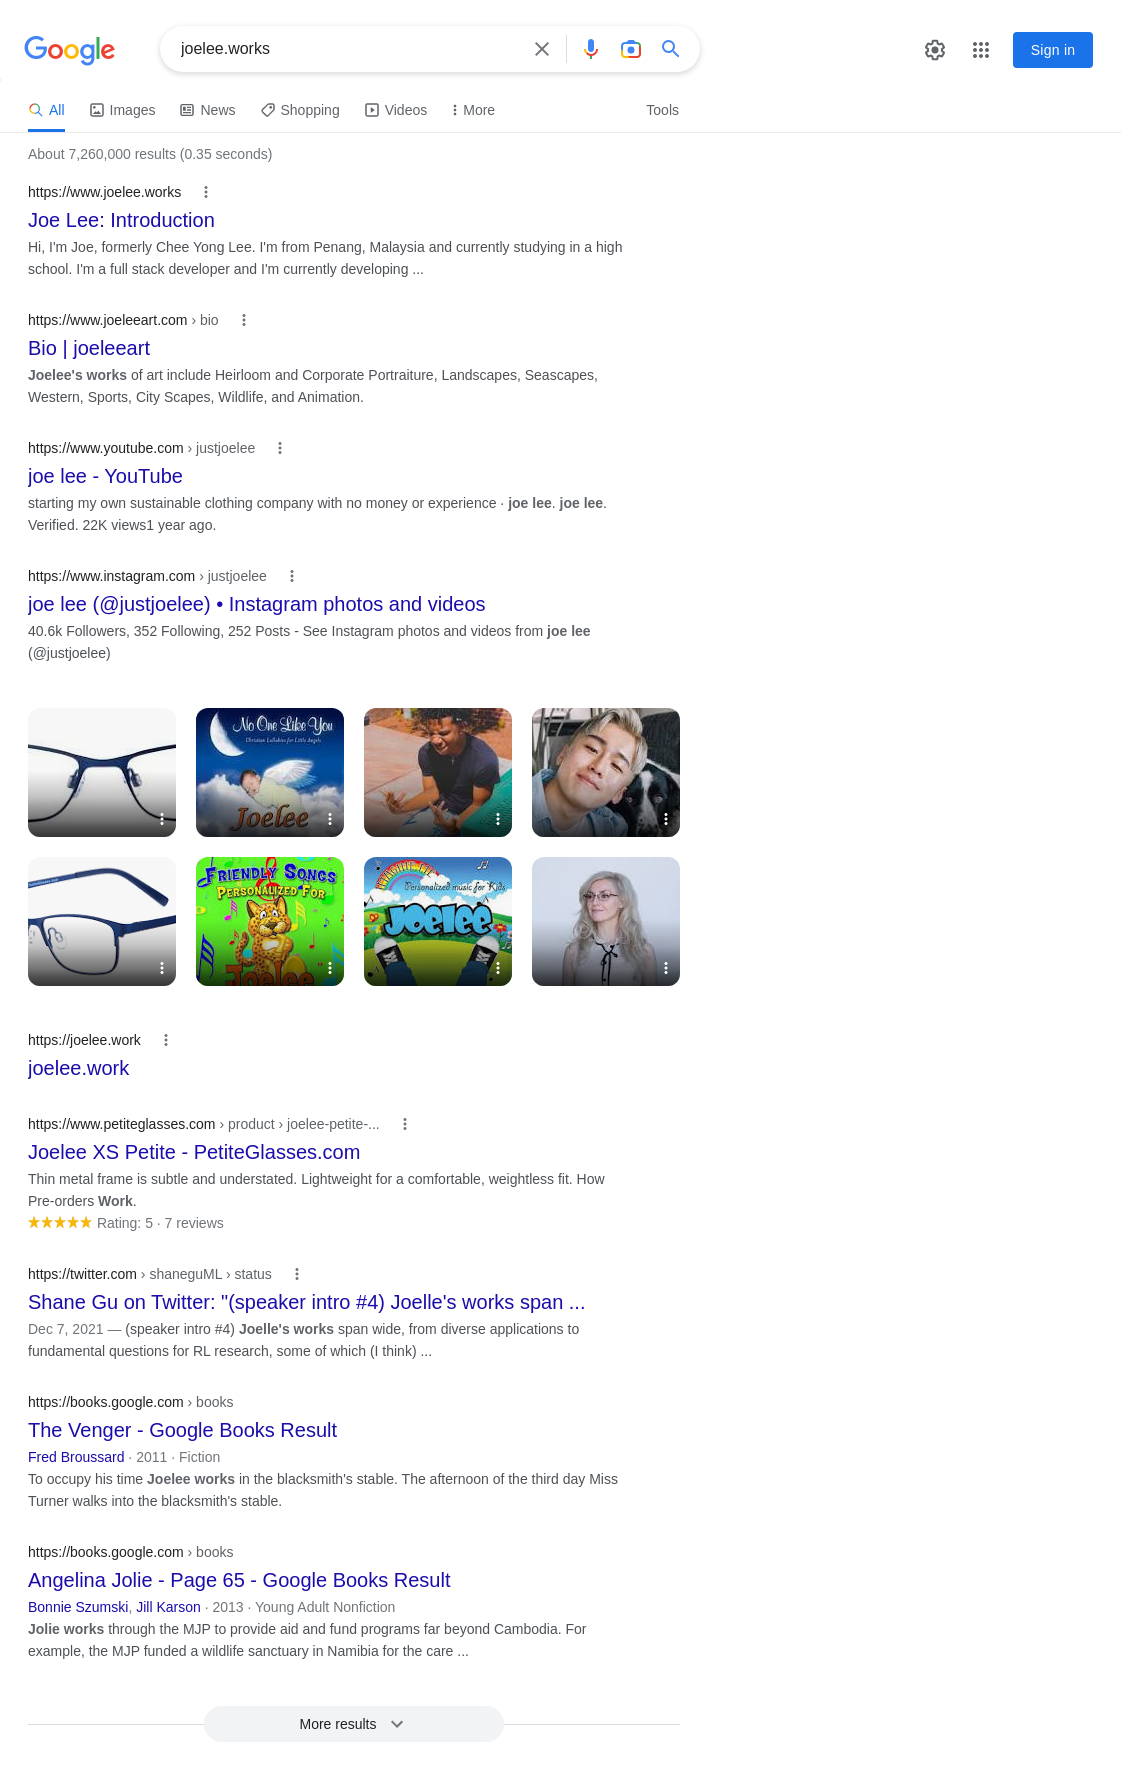 Google
joelee.works
Sign in
All
Images
News
Shopping
Videos
More
Tools
About 7,260,000 results (0.35 seconds)
https://www.joelee.works
Joe Lee: Introduction
Hi, I'm Joe, formerly Chee Yong Lee. I'm from Penang, Malaysia and currently studying in a high
school. I'm a full stack developer and I'm currently developing ...
https://www.joeleeart.com › bio
Bio | joeleeart
Joelee's works of art include Heirloom and Corporate Portraiture, Landscapes, Seascapes,
Western, Sports, City Scapes, Wildlife, and Animation.
https://www.youtube.com › justjoelee
joe lee - YouTube
starting my own sustainable clothing company with no money or experience · joe lee. joe lee.
Verified. 22K views1 year ago.
https://www.instagram.com › justjoelee
joe lee (@justjoelee) • Instagram photos and videos
40.6k Followers, 352 Following, 252 Posts - See Instagram photos and videos from joe lee
(@justjoelee)
No One Like You
Christian Lullabies for Little Angels
Joelee
Friendly Songs
Personalized For
Joelee
Personalized music for Kids
Joelee
https://joelee.work
joelee.work
https://www.petiteglasses.com › product › joelee-petite-...
Joelee XS Petite - PetiteGlasses.com
Thin metal frame is subtle and understated. Lightweight for a comfortable, weightless fit. How
Pre-orders Work.
Rating: 5 · 7 reviews
https://twitter.com › shaneguML › status
Shane Gu on Twitter: "(speaker intro #4) Joelle's works span ...
Dec 7, 2021 — (speaker intro #4) Joelle's works span wide, from diverse applications to
fundamental questions for RL research, some of which (I think) ...
https://books.google.com › books
The Venger - Google Books Result
Fred Broussard · 2011 · Fiction
To occupy his time Joelee works in the blacksmith's stable. The afternoon of the third day Miss
Turner walks into the blacksmith's stable.
https://books.google.com › books
Angelina Jolie - Page 65 - Google Books Result
Bonnie Szumski, Jill Karson · 2013 · Young Adult Nonfiction
Jolie works through the MJP to provide aid and fund programs far beyond Cambodia. For
example, the MJP funded a wildlife sanctuary in Namibia for the care ...
More results